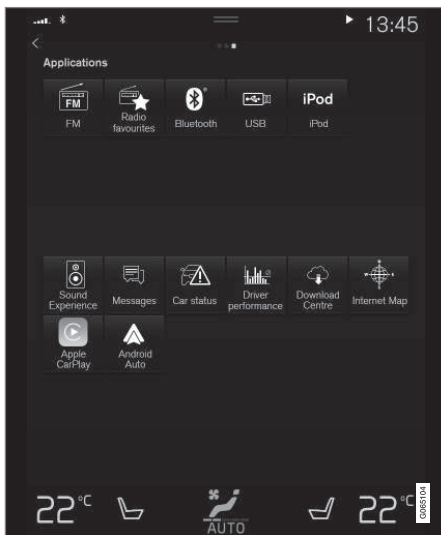 13:45
Applications
FM
iPod
FM
Radio favourites
Bluetooth
USB
iPod
Sound Experience
Messages
Car status
Driver performance
Download Centre
Internet Map
Apple CarPlay
Android Auto
22°C
AUTO
22°C
G065104